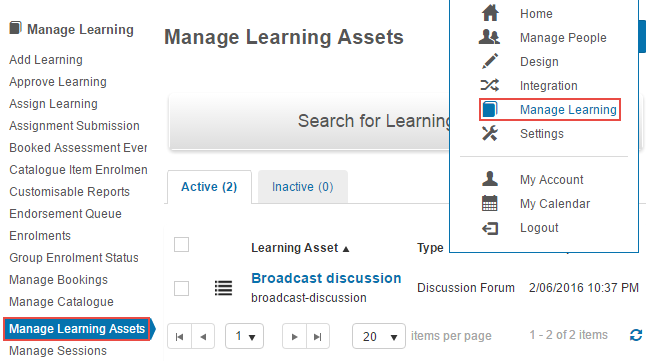 Manage Learning
Add Learning
Approve Learning
Assign Learning
Assignment Submission
Booked Assessment Ever
Catalogue Item Enrolmen
Customisable Reports
Endorsement Queue
Enrolments
Group Enrolment Status
Manage Bookings
Manage Catalogue
Manage Learning Assets
Manage Sessions
Manage Learning Assets
Search for Learning
Active (2)
Inactive (0)
Learning Asset
Type
Broadcast discussion
broadcast-discussion
Discussion Forum
2/06/2016 10:37 PM
1
20
items per page
1 - 2 of 2 items
Home
Manage People
Design
Integration
Manage Learning
Settings
My Account
My Calendar
Logout